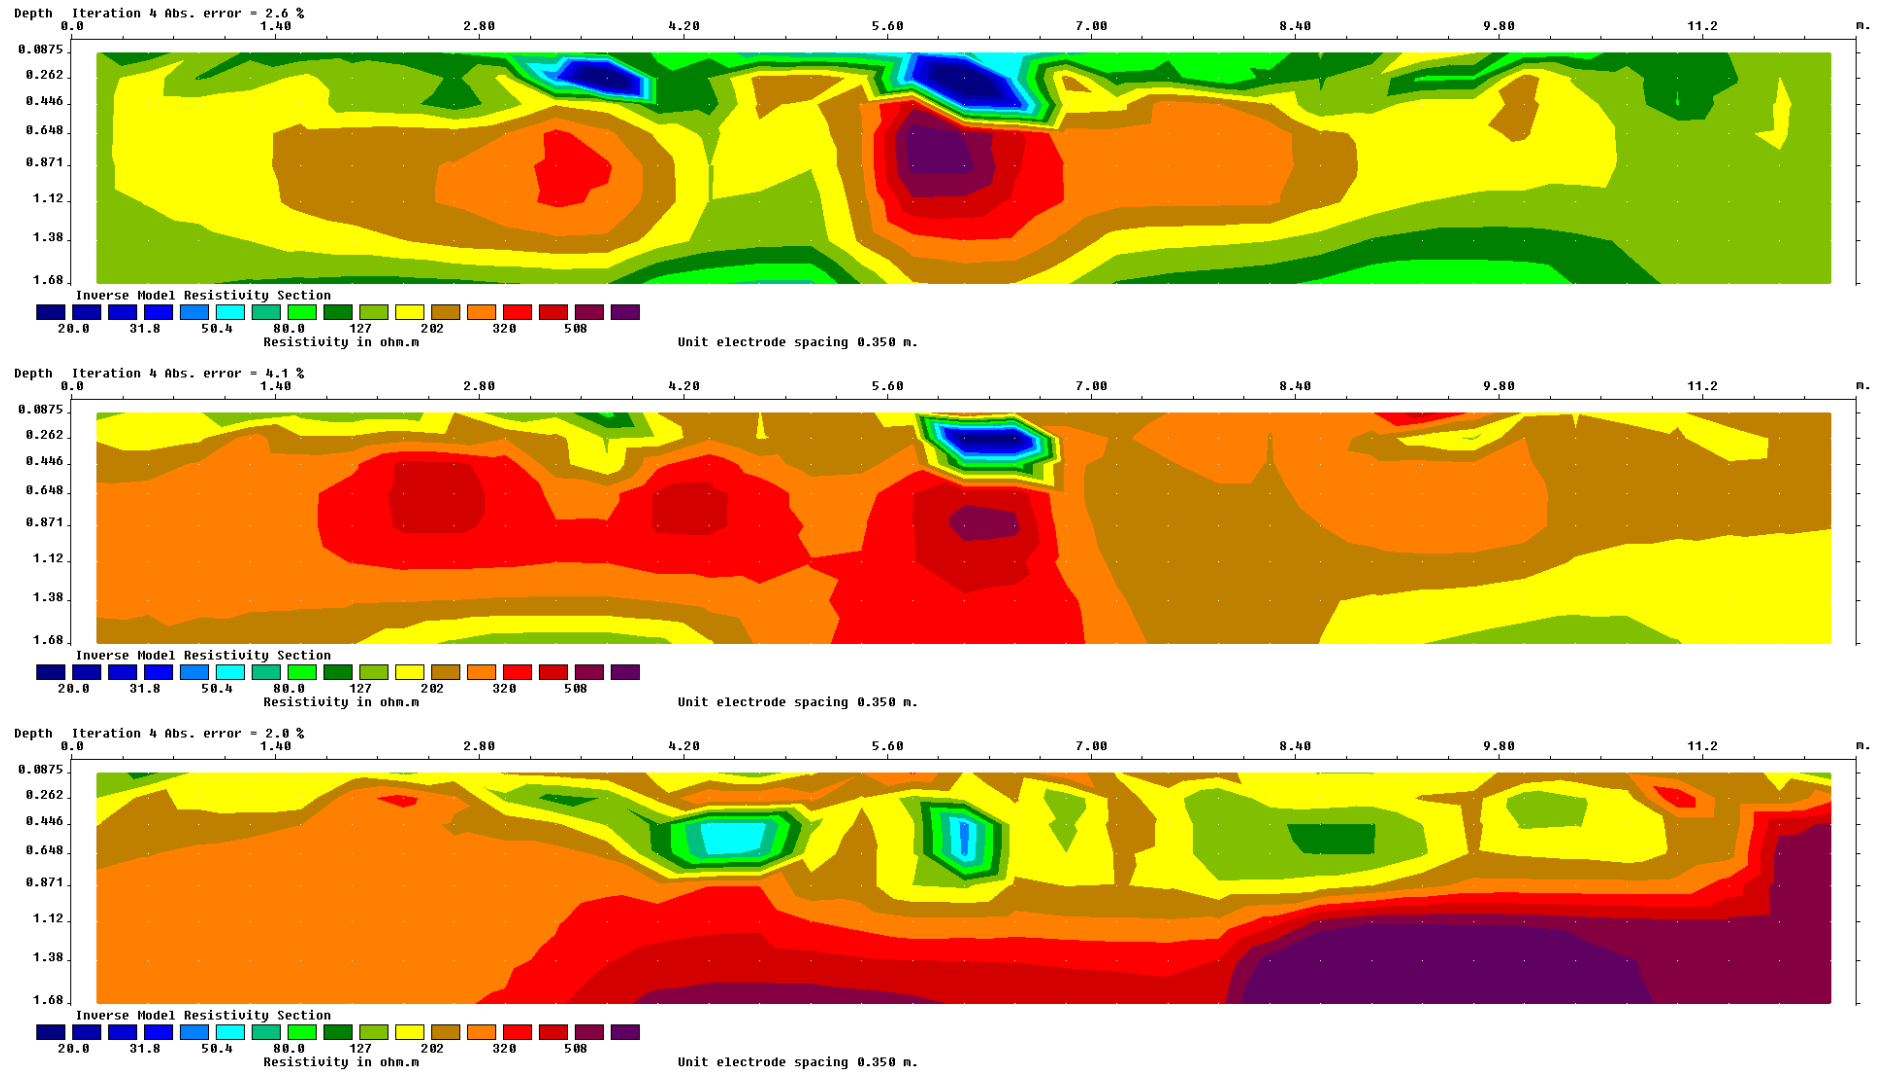 Depth Iteration 4 Abs. error = 2.6 %
0.0 1.40 2.80 4.20 5.60 7.00 8.40 9.80 11.2 m.
0.0875
0.262
0.446
0.648
0.871
1.12
1.38
1.68
Inverse Model Resistivity Section
20.0 31.8 50.4 80.0 127 202 320 508
Resistivity in ohm.m Unit electrode spacing 0.350 m.
Depth Iteration 4 Abs. error = 4.1 %
0.0 1.40 2.80 4.20 5.60 7.00 8.40 9.80 11.2 m.
0.0875
0.262
0.446
0.648
0.871
1.12
1.38
1.68
Inverse Model Resistivity Section
20.0 31.8 50.4 80.0 127 202 320 508
Resistivity in ohm.m Unit electrode spacing 0.350 m.
Depth Iteration 4 Abs. error = 2.0 %
0.0 1.40 2.80 4.20 5.60 7.00 8.40 9.80 11.2 m.
0.0875
0.262
0.446
0.648
0.871
1.12
1.38
1.68
Inverse Model Resistivity Section
20.0 31.8 50.4 80.0 127 202 320 508
Resistivity in ohm.m Unit electrode spacing 0.350 m.